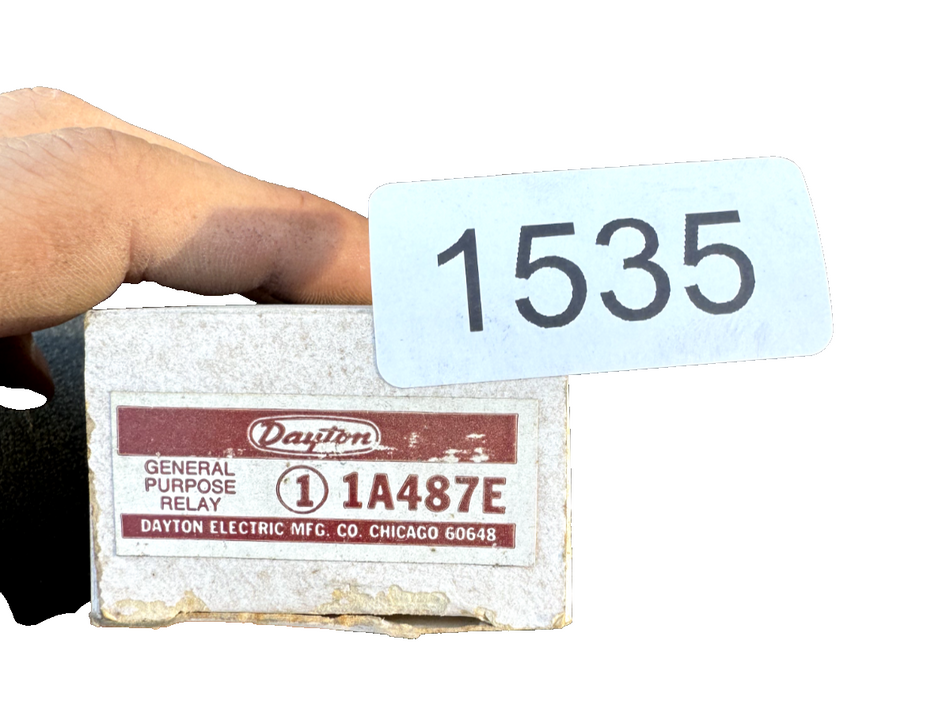 1535
Dayton
GENERAL
PURPOSE
RELAY
1 1A487E
DAYTON ELECTRIC MFG. CO. CHICAGO 60648